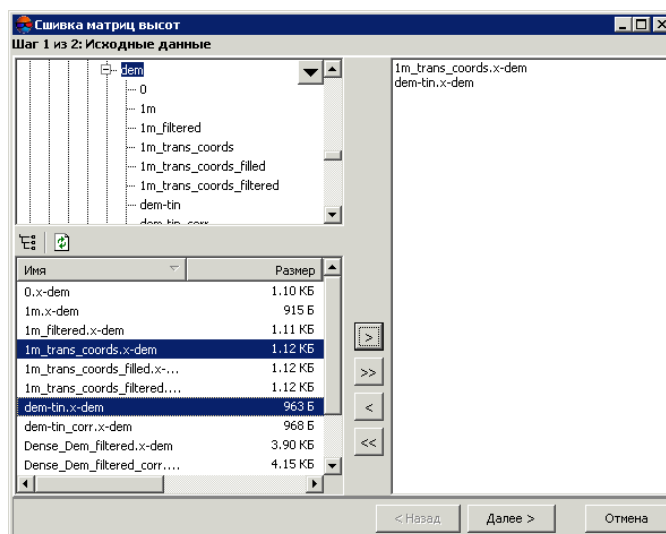 Сшивка матриц высот
Шаг 1 из 2: Исходные данные
dem
0
1m
1m_filtered
1m_trans_coords
1m_trans_coords_filled
1m_trans_coords_filtered
dem-tin
dem-tin_corr
Имя Размер
0.x-dem 1.10 КБ
1m.x-dem 915 Б
1m_filtered.x-dem 1.11 КБ
1m_trans_coords.x-dem 1.12 КБ
1m_trans_coords_filled.x-... 1.12 КБ
1m_trans_coords_filtered.... 1.12 КБ
dem-tin.x-dem 963 Б
dem-tin_corr.x-dem 968 Б
Dense_Dem_filtered.x-dem 3.90 КБ
Dense_Dem_filtered_corr.... 4.15 КБ
>
>>
<
<<
1m_trans_coords.x-dem
dem-tin.x-dem
< Назад Далее > Отмена